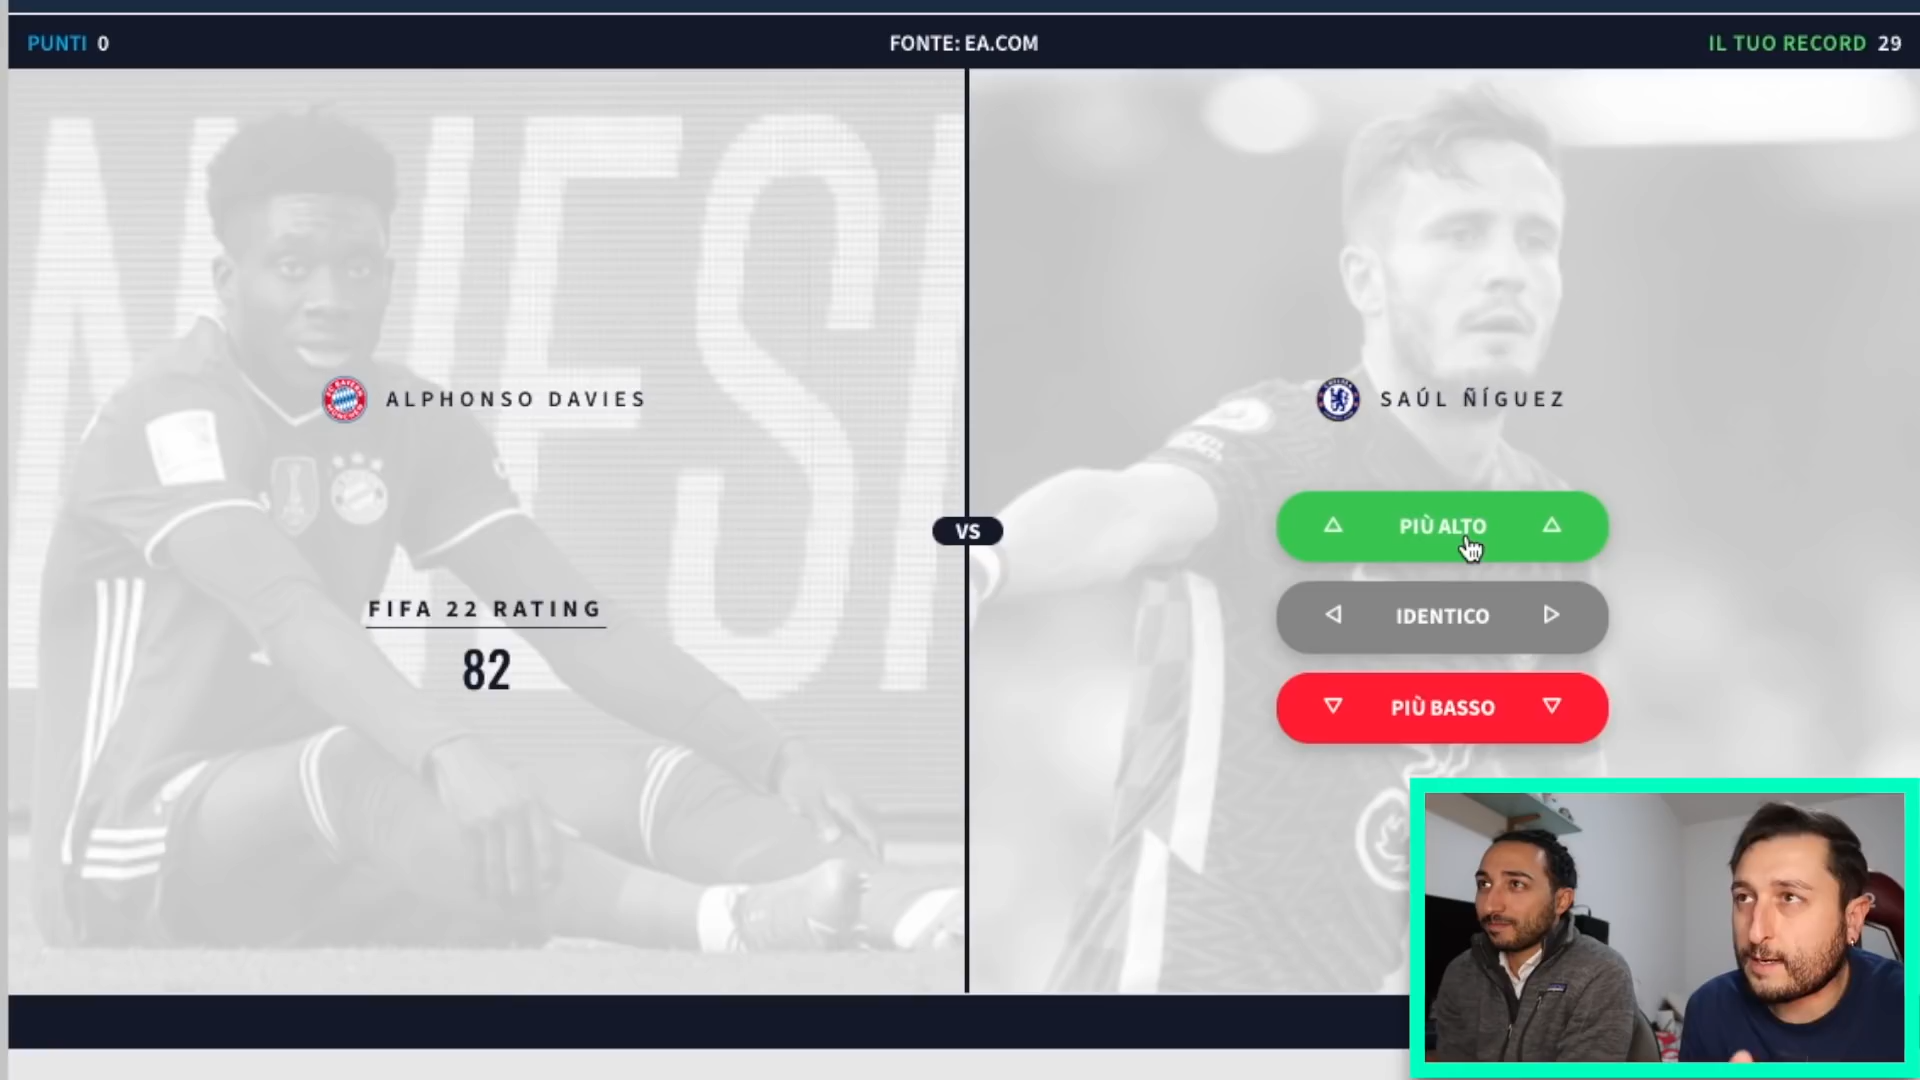 PUNTI 0
FONTE: EA.COM
IL TUO RECORD 29
ALPHONSO DAVIES
FIFA 22 RATING
82
VS
SAÚL ÑÍGUEZ
PIÙ ALTO
IDENTICO
PIÙ BASSO